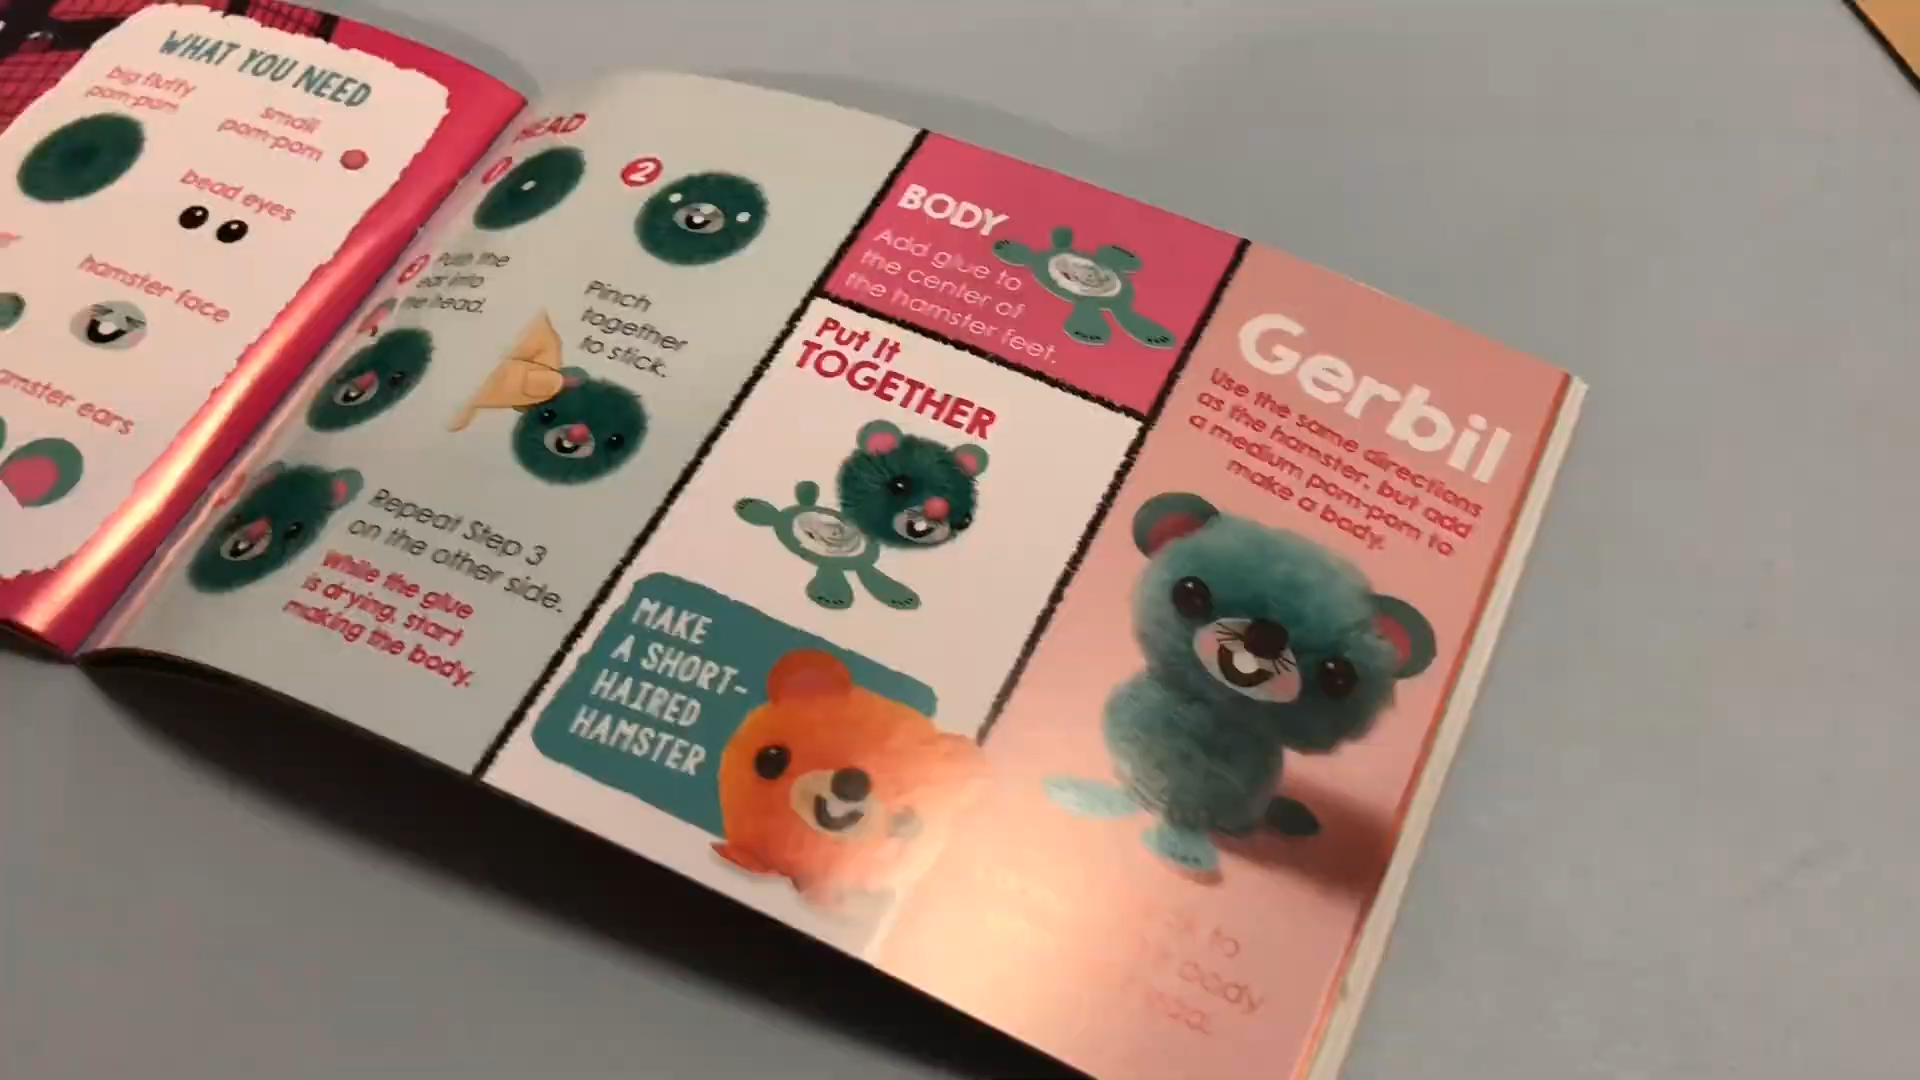 WHAT YOU NEED
big fluffy
pom-pom
small
pom-pom
bead eyes
hamster face
HEAD
1
2
3 Push the
ear into
the head.
Pinch
together
to stick.
Repeat Step 3
on the other side.
While the glue
is drying, start
making the body.
BODY
Add glue to
the center of
the hamster feet.
Put It
TOGETHER
MAKE
A SHORT-
HAIRED
HAMSTER
Gerbil
Use the same directions
as the hamster, but add
a medium pom-pom to
make a body.
to
body